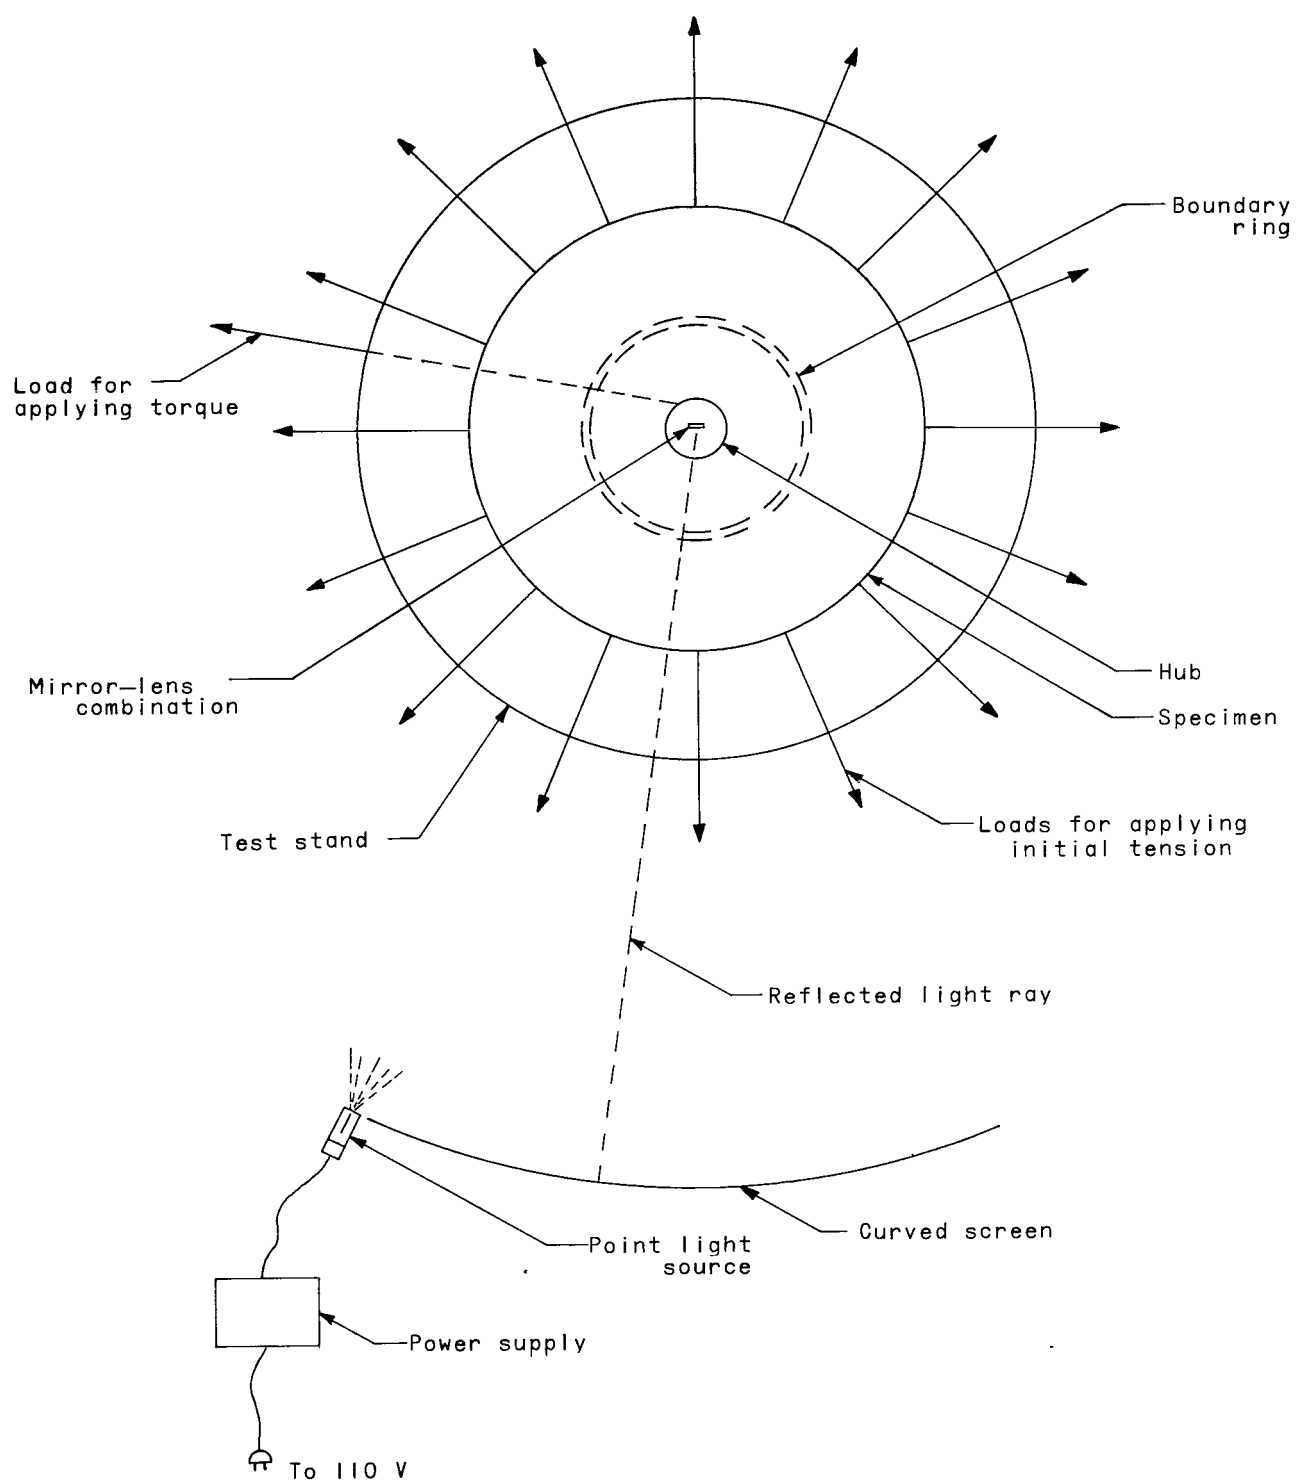 Boundary
ring
Load for
applying torque
Mirror—lens
combination
Hub
Specimen
Test stand
Loads for applying
initial tension
Reflected light ray
Curved screen
Point light
source
Power supply
To 110 V